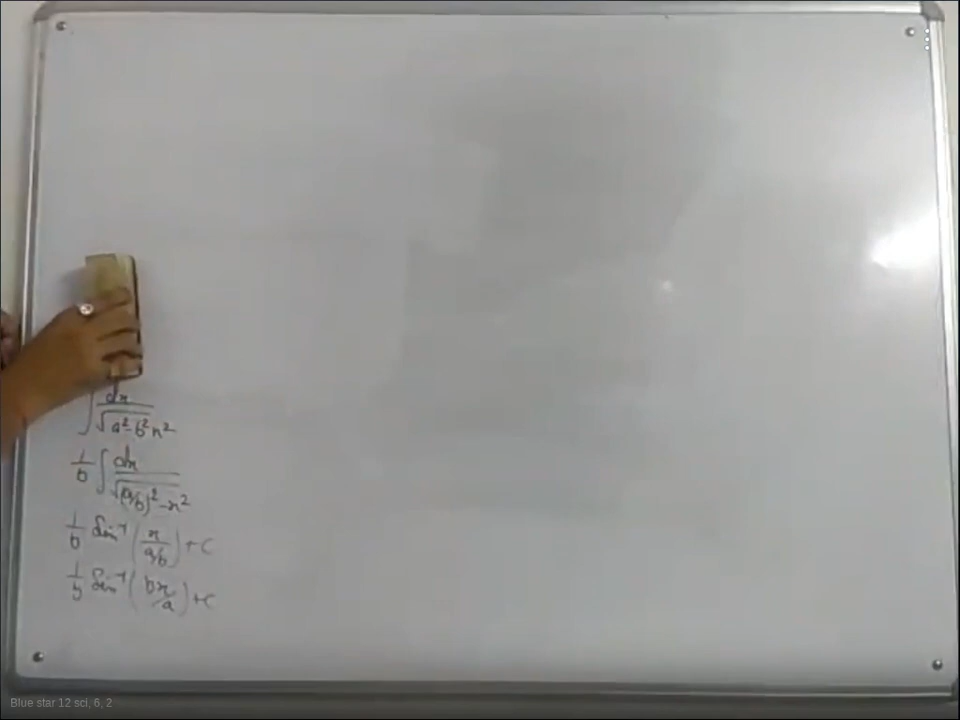 ∫ dx / √(a² - b²x²)
1/b ∫ dx / √((a/b)² - x²)
1/b Sin⁻¹ (x / a/b) + C
1/b Sin⁻¹ (bx/a) + C
Blue star 12 sci, 6, 2